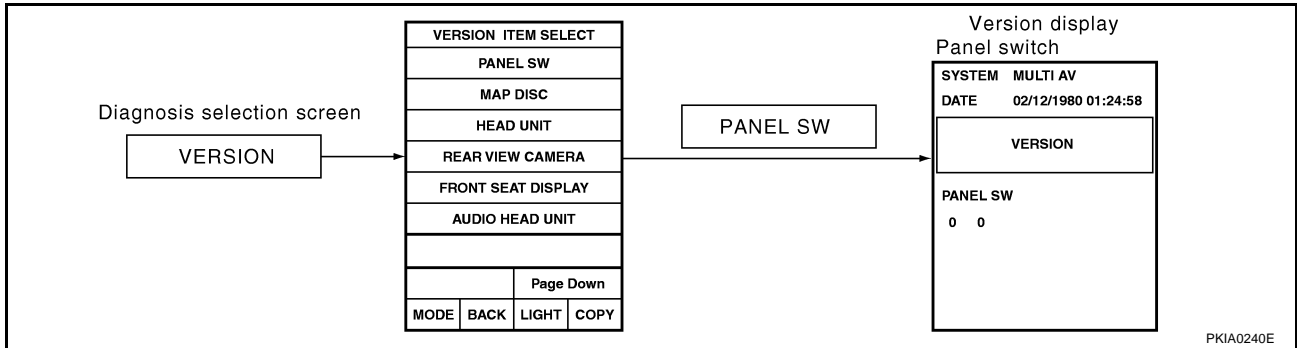 Diagnosis selection screen
VERSION
VERSION ITEM SELECT
PANEL SW
MAP DISC
HEAD UNIT
REAR VIEW CAMERA
FRONT SEAT DISPLAY
AUDIO HEAD UNIT
Page Down
MODE BACK LIGHT COPY
PANEL SW
Version display
Panel switch
SYSTEM MULTI AV
DATE 02/12/1980 01:24:58
VERSION
PANEL SW
0 0
PKIA0240E